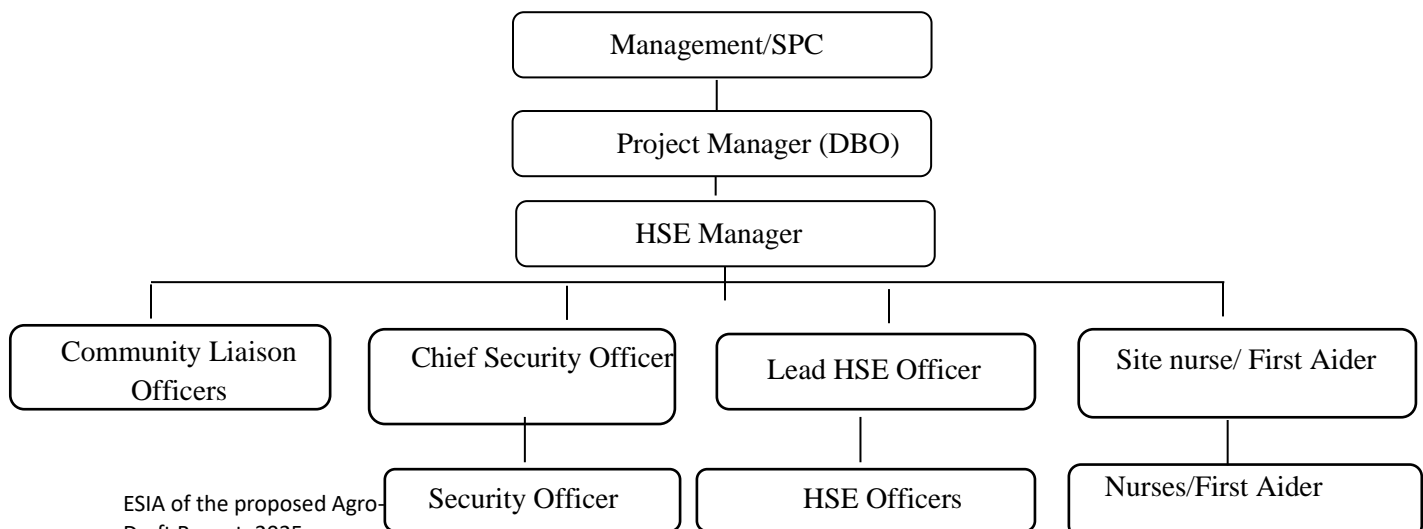 Management/SPC
Project Manager (DBO)
HSE Manager
Community Liaison
Officers
Chief Security Officer
Lead HSE Officer
Site nurse/ First Aider
Security Officer
HSE Officers
Nurses/First Aider
ESIA of the proposed Agro-